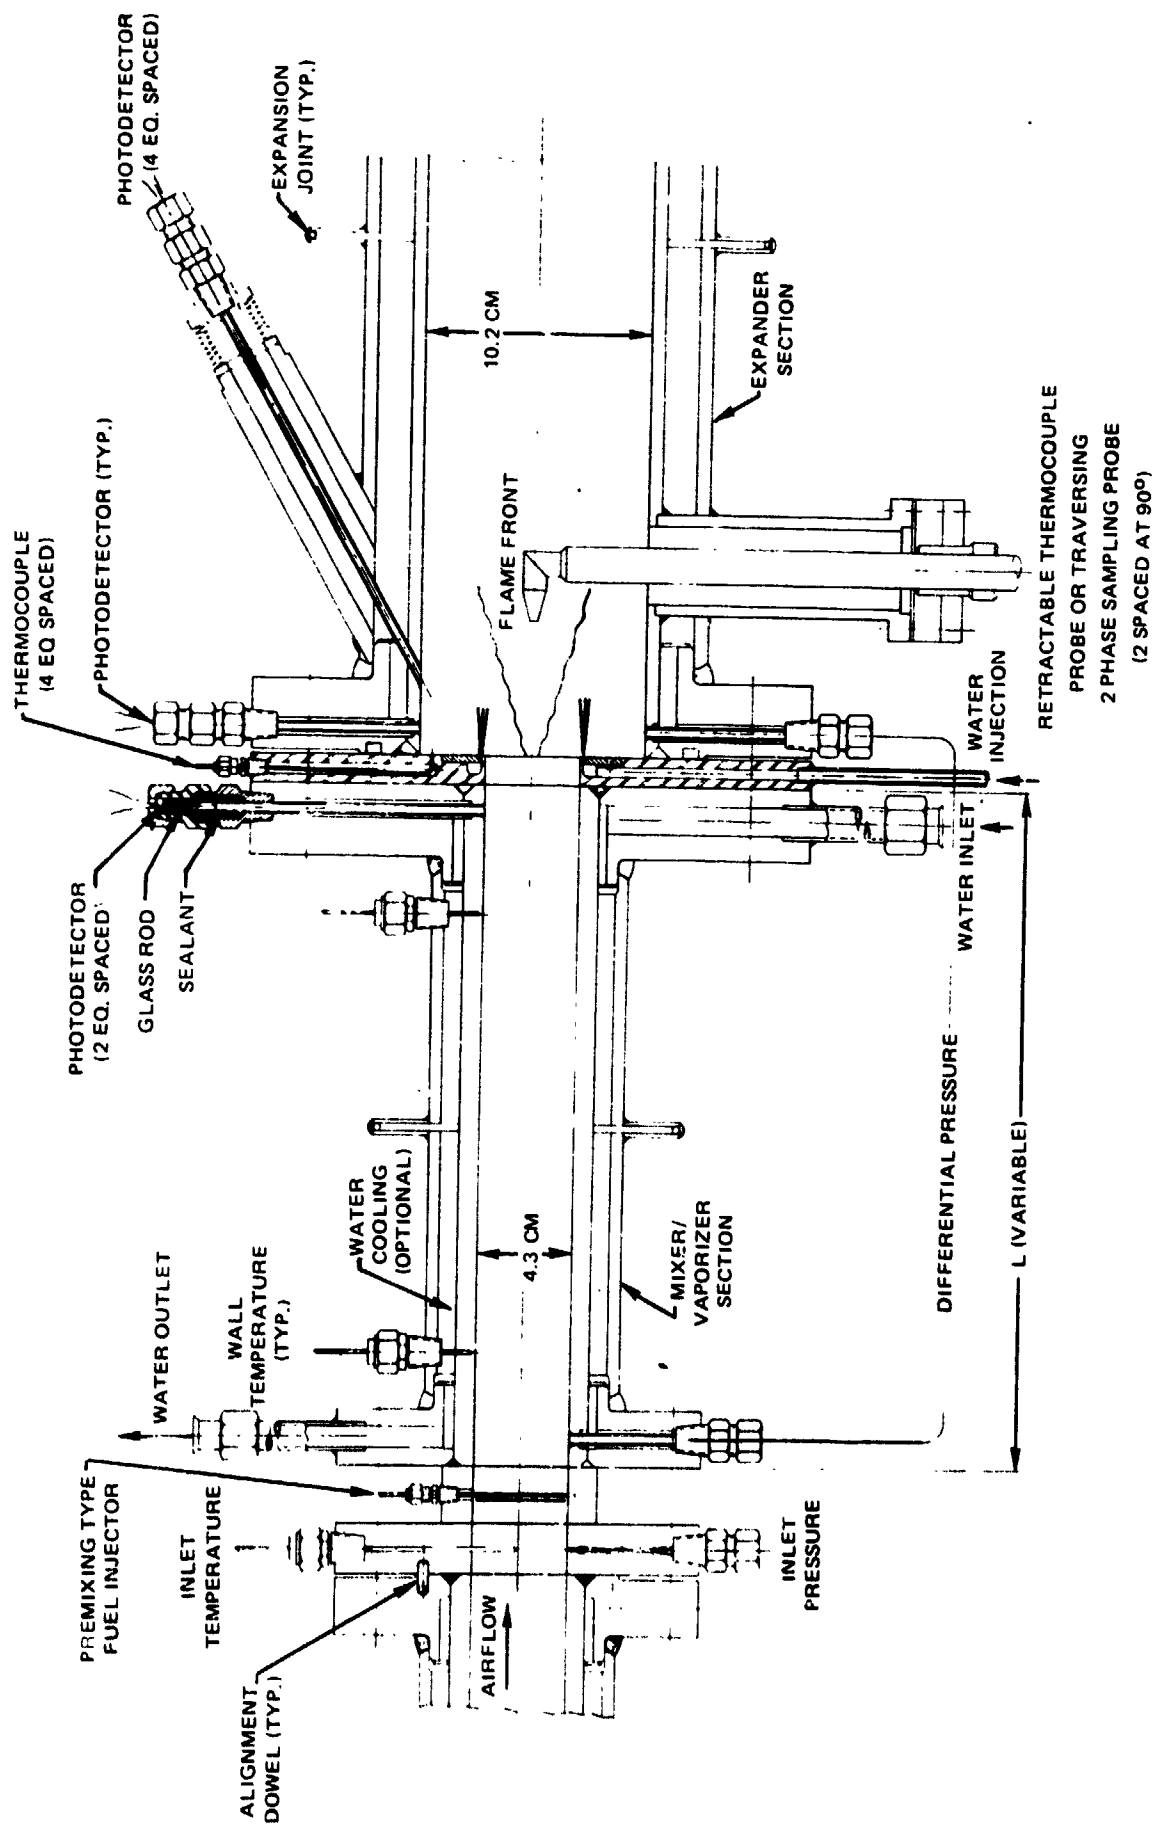 PHOTODETECTOR
(4 EQ. SPACED)
EXPANSION
JOINT (TYP.)
THERMOCOUPLE
(4 EQ SPACED)
PHOTODETECTOR (TYP.)
PHOTODETECTOR
(2 EQ. SPACED
GLASS ROD
SEALANT
10.2 CM
EXPANDER
SECTION
FLAME FRONT
RETRACTABLE THERMOCOUPLE
PROBE OR TRAVERSING
2 PHASE SAMPLING PROBE
(2 SPACED AT 90º)
WATER
INJECTION
WATER INLET
WATER
COOLING
(OPTIONAL)
4.3 CM
MIXER/
VAPORIZER
SECTION
DIFFERENTIAL PRESSURE
L (VARIABLE)
WATER OUTLET
WALL
TEMPERATURE
(TYP.)
PREMIXING TYPE
FUEL INJECTOR
INLET
TEMPERATURE
INLET
PRESSURE
AIRFLOW
ALIGNMENT
DOWEL (TYP.)